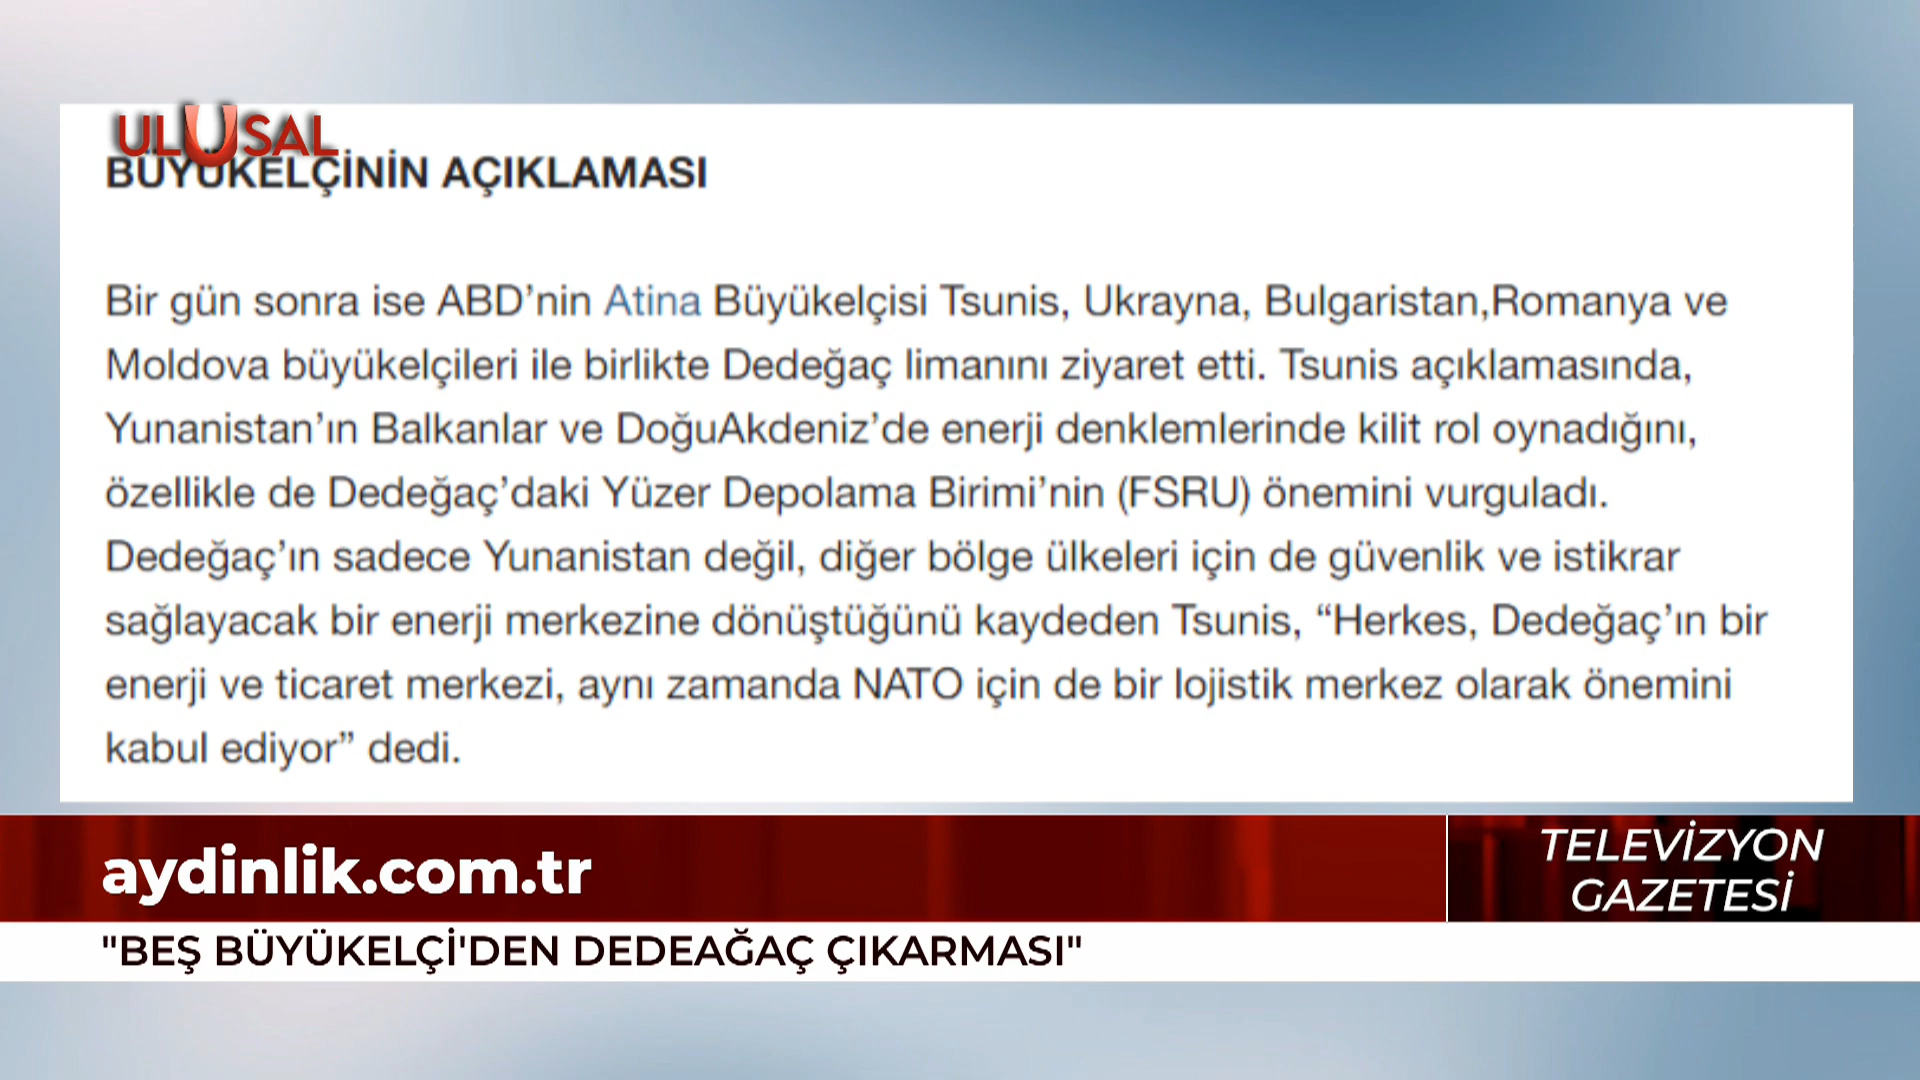 ULUSAL
BÜYÜKELÇİNİN AÇIKLAMASI
Bir gün sonra ise ABD’nin Atina Büyükelçisi Tsunis, Ukrayna, Bulgaristan,Romanya ve
Moldova büyükelçileri ile birlikte Dedeğaç limanını ziyaret etti. Tsunis açıklamasında,
Yunanistan’ın Balkanlar ve DoğuAkdeniz’de enerji denklemlerinde kilit rol oynadığını,
özellikle de Dedeğaç’daki Yüzer Depolama Birimi’nin (FSRU) önemini vurguladı.
Dedeğaç’ın sadece Yunanistan değil, diğer bölge ülkeleri için de güvenlik ve istikrar
sağlayacak bir enerji merkezine dönüştüğünü kaydeden Tsunis, “Herkes, Dedeğaç’ın bir
enerji ve ticaret merkezi, aynı zamanda NATO için de bir lojistik merkez olarak önemini
kabul ediyor” dedi.
aydinlik.com.tr
TELEVİZYON
GAZETESİ
"BEŞ BÜYÜKELÇİ'DEN DEDEAĞAÇ ÇIKARMASI"